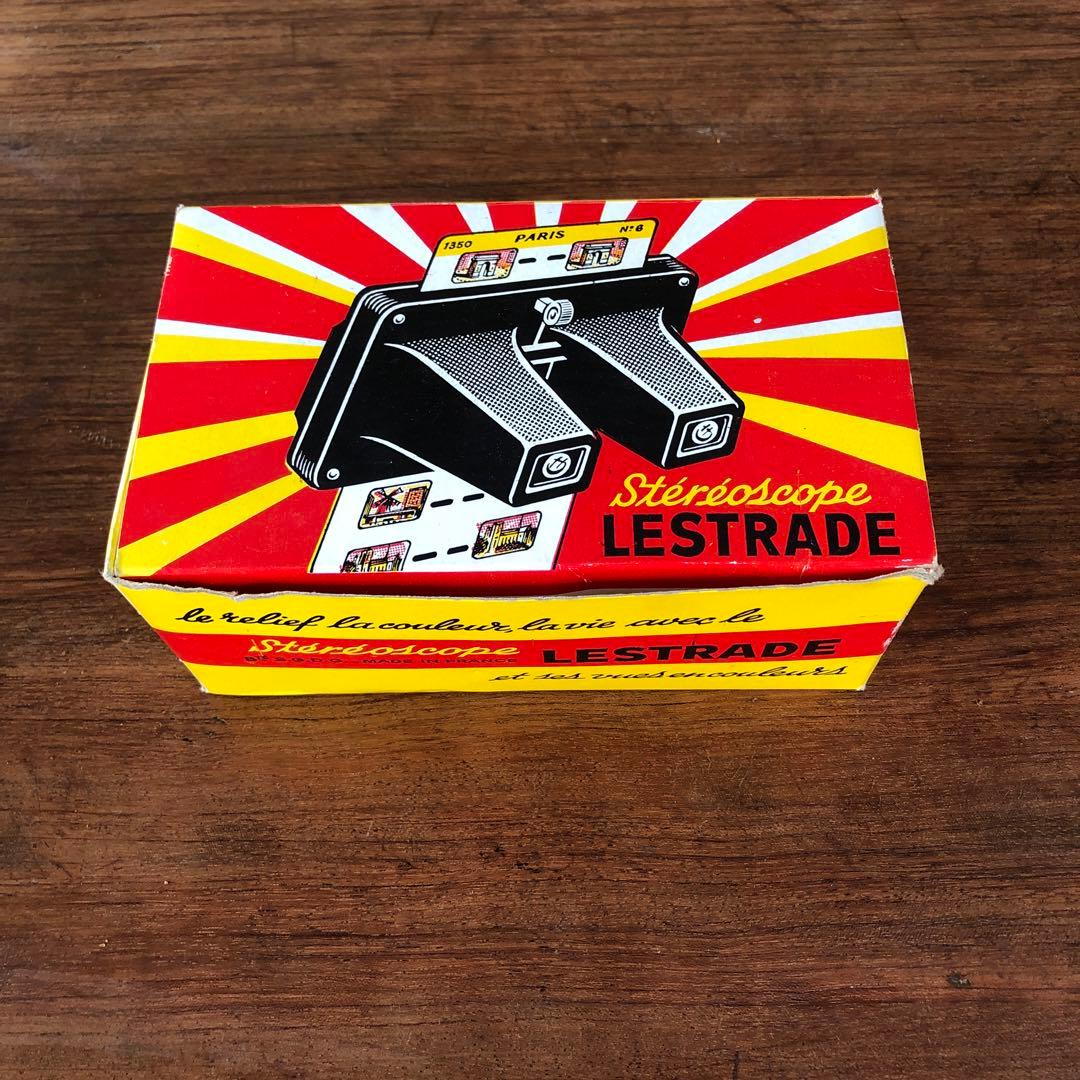 1350 PARIS N°6
Stéréoscope
LESTRADE
le relief la couleur, la vie avec le
Stéréoscope LESTRADE
Bté S.G.D.G. _ MADE IN FRANCE
et ses vues en couleurs